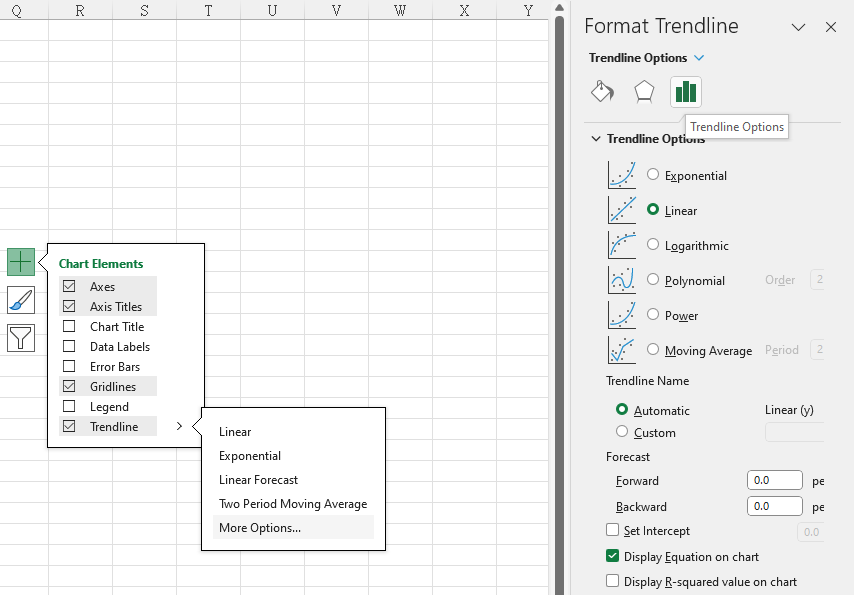 Q R S T U V W X Y
Chart Elements
Axes
Axis Titles
Chart Title
Data Labels
Error Bars
Gridlines
Legend
Trendline
Linear
Exponential
Linear Forecast
Two Period Moving Average
More Options...
Format Trendline
Trendline Options
Trendline Options
Trendline Options
Exponential
Linear
Logarithmic
Polynomial Order 2
Power
Moving Average Period 2
Trendline Name
Automatic Linear (y)
Custom
Forecast
Forward 0.0 pe
Backward 0.0 pe
Set Intercept 0.0
Display Equation on chart
Display R-squared value on chart